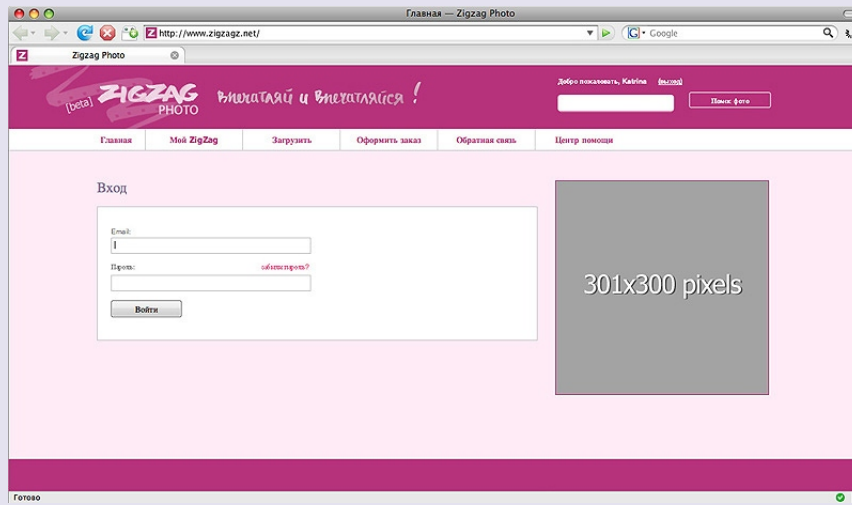 Главная — Zigzag Photo
http://www.zigzagz.net/
G Google
Z Zigzag Photo
[beta] ZIGZAG PHOTO
Впечатляй и Впечатляйся!
Добро пожаловать, Katrina (выход)
Поиск фото
Главная Мой ZigZag Загрузить Оформить заказ Обратная связь Центр помощи
Вход
Email:
Пароль: забыли пароль?
Войти
301x300 pixels
Готово